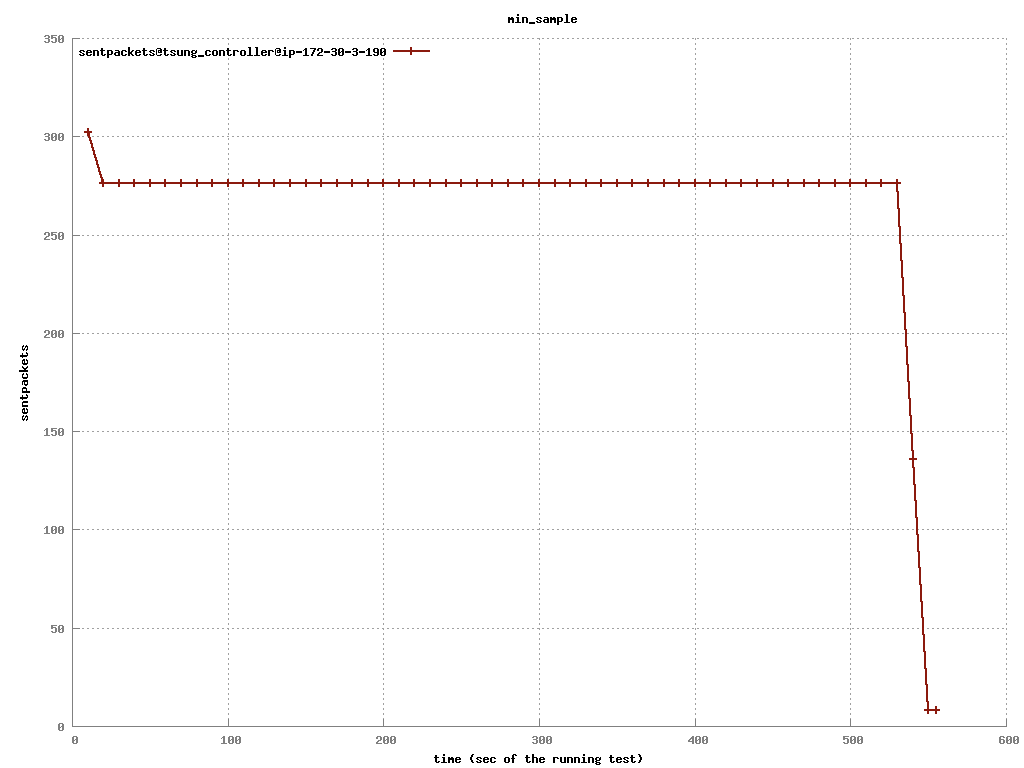 min_sample
350
sentpackets@tsung_controller@ip-172-30-3-190
300
250
200
sentpackets
150
100
50
0
0 100 200 300 400 500 600
time (sec of the running test)